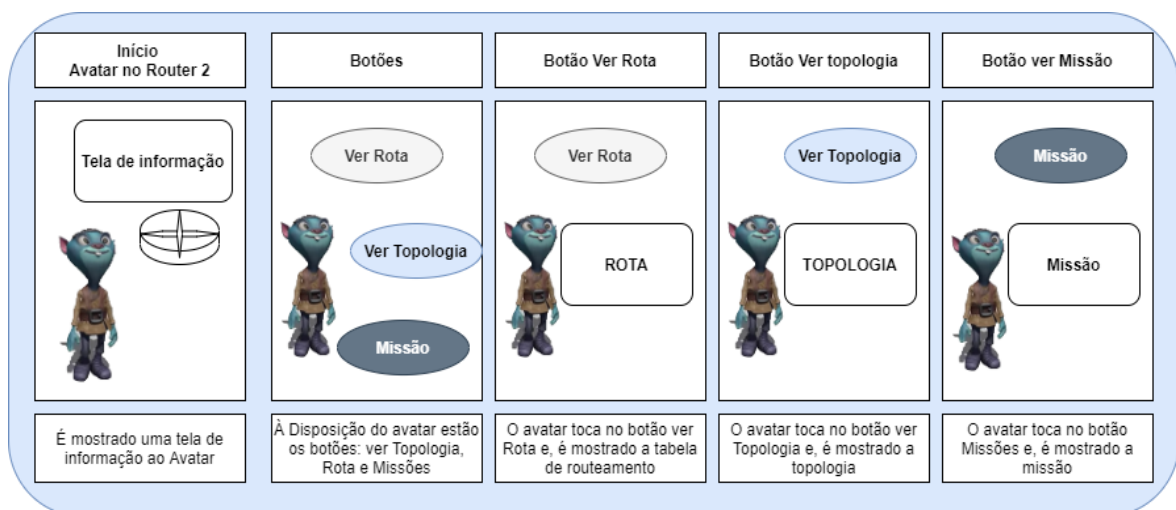 Início
Avatar no Router 2
Botões
Botão Ver Rota
Botão Ver topologia
Botão ver Missão
Tela de informação
Ver Rota
Ver Topologia
Missão
Ver Rota
ROTA
Ver Topologia
TOPOLOGIA
Missão
Missão
É mostrado uma tela de
informação ao Avatar
À Disposição do avatar estão
os botões: ver Topologia,
Rota e Missões
O avatar toca no botão ver
Rota e, é mostrado a tabela
de routeamento
O avatar toca no botão ver
Topologia e, é mostrado a
topologia
O avatar toca no botão
Missões e, é mostrado a
missão